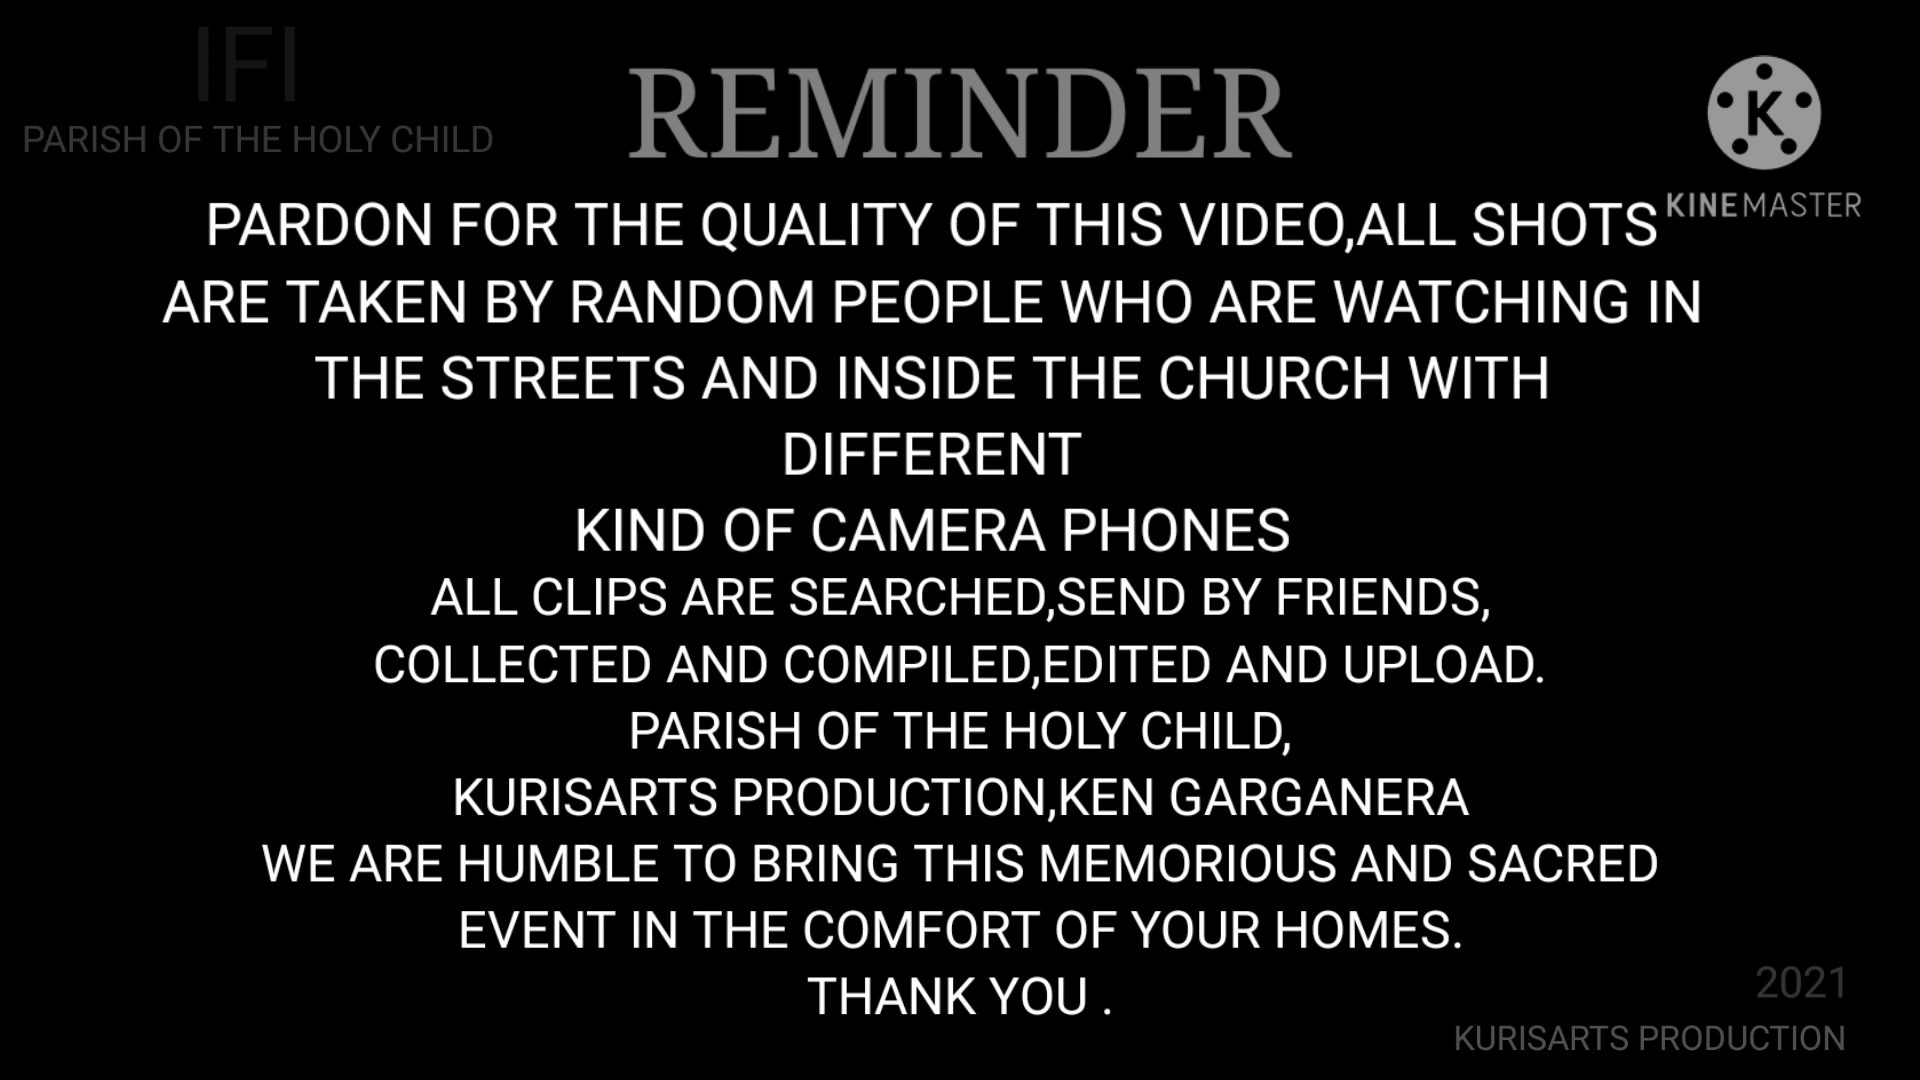 IFI
PARISH OF THE HOLY CHILD
REMINDER
K
KINEMASTER
PARDON FOR THE QUALITY OF THIS VIDEO,ALL SHOTS
ARE TAKEN BY RANDOM PEOPLE WHO ARE WATCHING IN
THE STREETS AND INSIDE THE CHURCH WITH
DIFFERENT
KIND OF CAMERA PHONES
ALL CLIPS ARE SEARCHED,SEND BY FRIENDS,
COLLECTED AND COMPILED,EDITED AND UPLOAD.
PARISH OF THE HOLY CHILD,
KURISARTS PRODUCTION,KEN GARGANERA
WE ARE HUMBLE TO BRING THIS MEMORIOUS AND SACRED
EVENT IN THE COMFORT OF YOUR HOMES.
THANK YOU .
2021
KURISARTS PRODUCTION